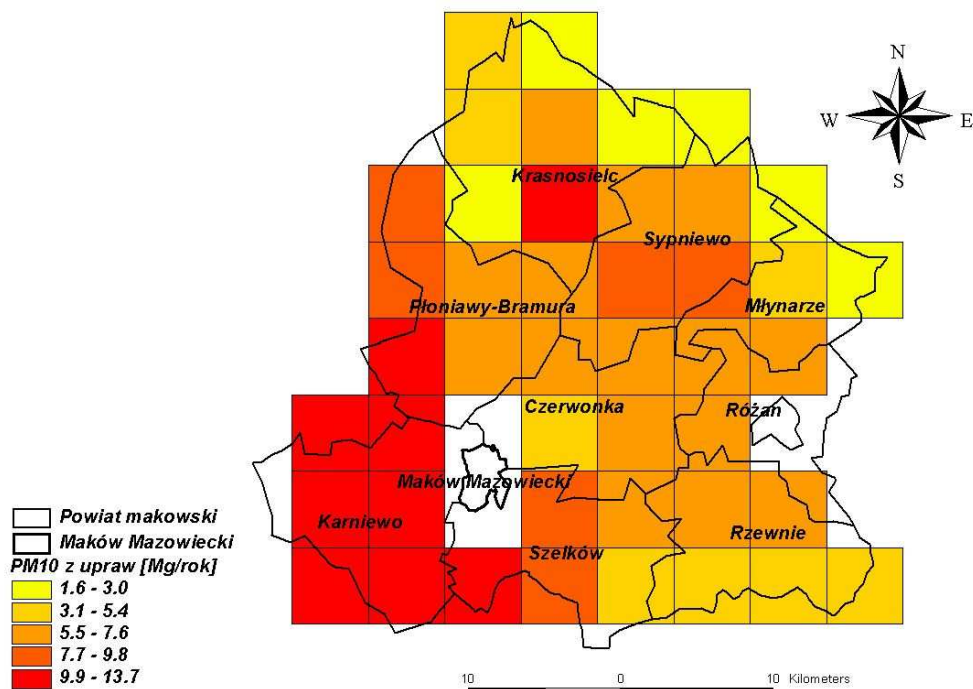 N
W E
S
Krasnosielc
Sypniewo
Płoniawy-Bramura
Młynarze
Czerwonka
Różan
Maków Mazowiecki
Karniewo
Rzewnie
Szelków
Powiat makowski
Maków Mazowiecki
PM10 z upraw [Mg/rok]
1.6 - 3.0
3.1 - 5.4
5.5 - 7.6
7.7 - 9.8
9.9 - 13.7
10 0 10 Kilometers